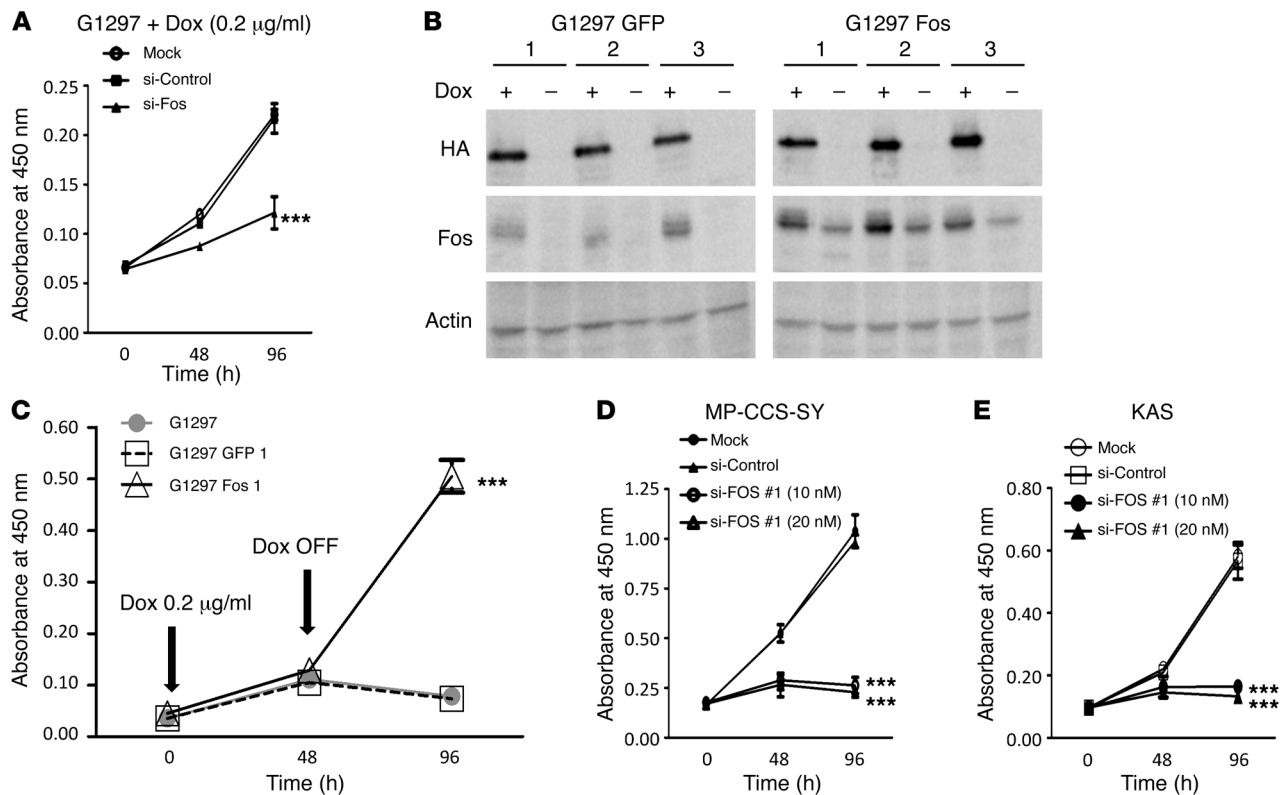 A
G1297 + Dox (0.2 μg/ml)
Mock
si-Control
si-Fos
Absorbance at 450 nm
0.25
0.20
0.15
0.10
0.05
0.00
***
0 48 96
Time (h)
B
G1297 GFP G1297 Fos
1 2 3 1 2 3
Dox + – + – + – + – + – + –
HA
Fos
Actin
C
G1297
G1297 GFP 1
G1297 Fos 1
Absorbance at 450 nm
0.60
0.50
0.40
0.30
0.20
0.10
0.00
***
Dox OFF
Dox 0.2 μg/ml
0 48 96
Time (h)
D
MP-CCS-SY
Mock
si-Control
si-FOS #1 (10 nM)
si-FOS #1 (20 nM)
Absorbance at 450 nm
1.25
1.00
0.75
0.50
0.25
0.00
***
***
0 48 96
Time (h)
E
KAS
Mock
si-Control
si-FOS #1 (10 nM)
si-FOS #1 (20 nM)
Absorbance at 450 nm
0.80
0.60
0.40
0.20
0.00
***
***
0 48 96
Time (h)